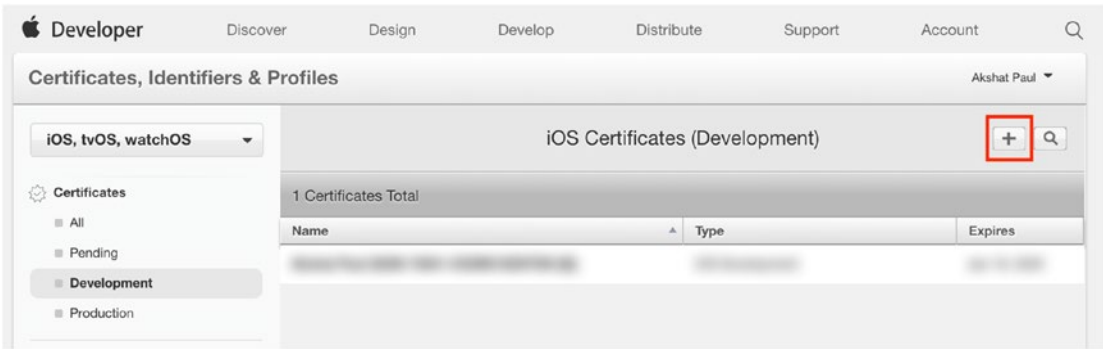 Developer Discover Design Develop Distribute Support Account
Certificates, Identifiers & Profiles Akshat Paul
iOS, tvOS, watchOS iOS Certificates (Development) +
Certificates 1 Certificates Total
All Name Type Expires
Pending
Development
Production